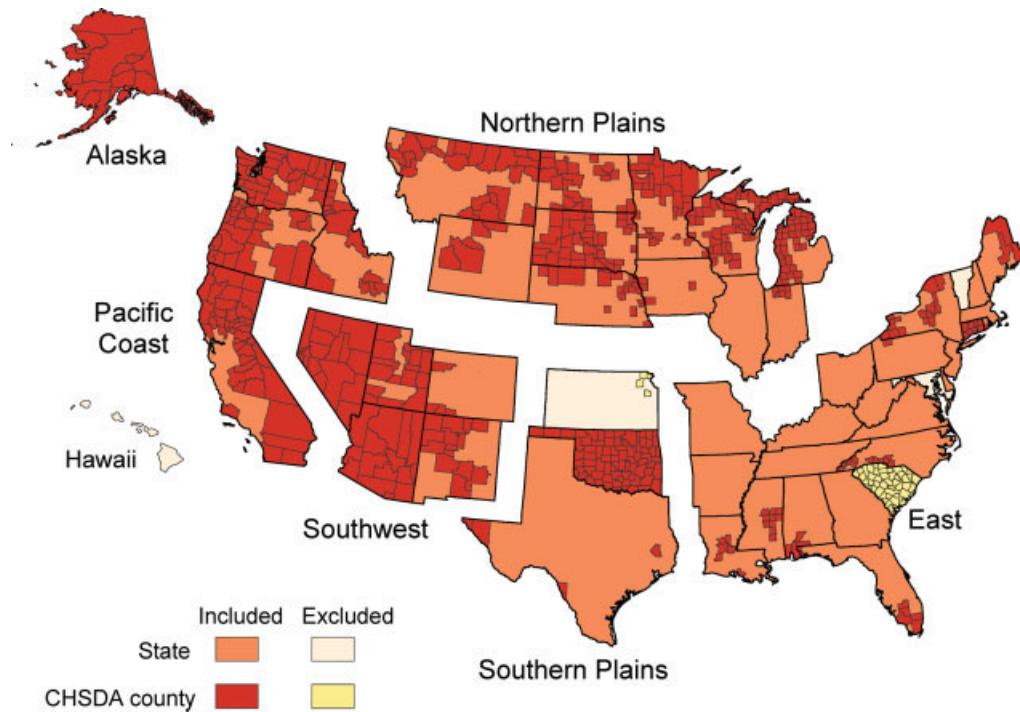 Northern Plains
Alaska
Pacific
Coast
Hawaii
Southwest
East
Southern Plains
Included
Excluded
State
CHSDA county